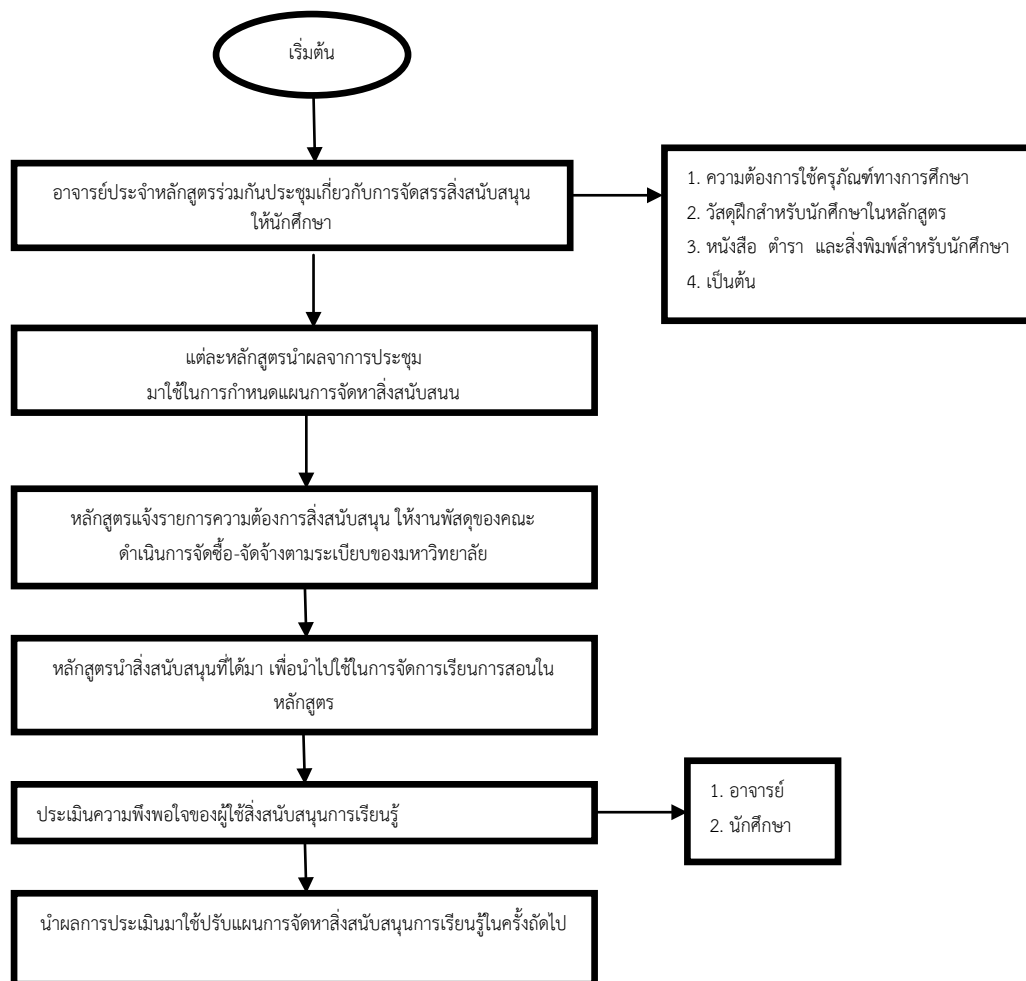 เริ่มต้น
อาจารย์ประจำหลักสูตรร่วมกันประชุมเกี่ยวกับการจัดสรรสิ่งสนับสนุน
ให้นักศึกษา
1. ความต้องการใช้ครุภัณฑ์ทางการศึกษา
2. วัสดุฝึกสำหรับนักศึกษาในหลักสูตร
3. หนังสือ ตำรา และสิ่งพิมพ์สำหรับนักศึกษา
4. เป็นต้น
แต่ละหลักสูตรนำผลจาการประชุม
มาใช้ในการกำหนดแผนการจัดหาสิ่งสนับสนน
หลักสูตรแจ้งรายการความต้องการสิ่งสนับสนุน ให้งานพัสดุของคณะ
ดำเนินการจัดซื้อ-จัดจ้างตามระเบียบของมหาวิทยาลัย
หลักสูตรนำสิ่งสนับสนุนที่ได้มา เพื่อนำไปใช้ในการจัดการเรียนการสอนใน
หลักสูตร
ประเมินความพึงพอใจของผู้ใช้สิ่งสนับสนุนการเรียนรู้
1. อาจารย์
2. นักศึกษา
นำผลการประเมินมาใช้ปรับแผนการจัดหาสิ่งสนับสนุนการเรียนรู้ในครั้งถัดไป